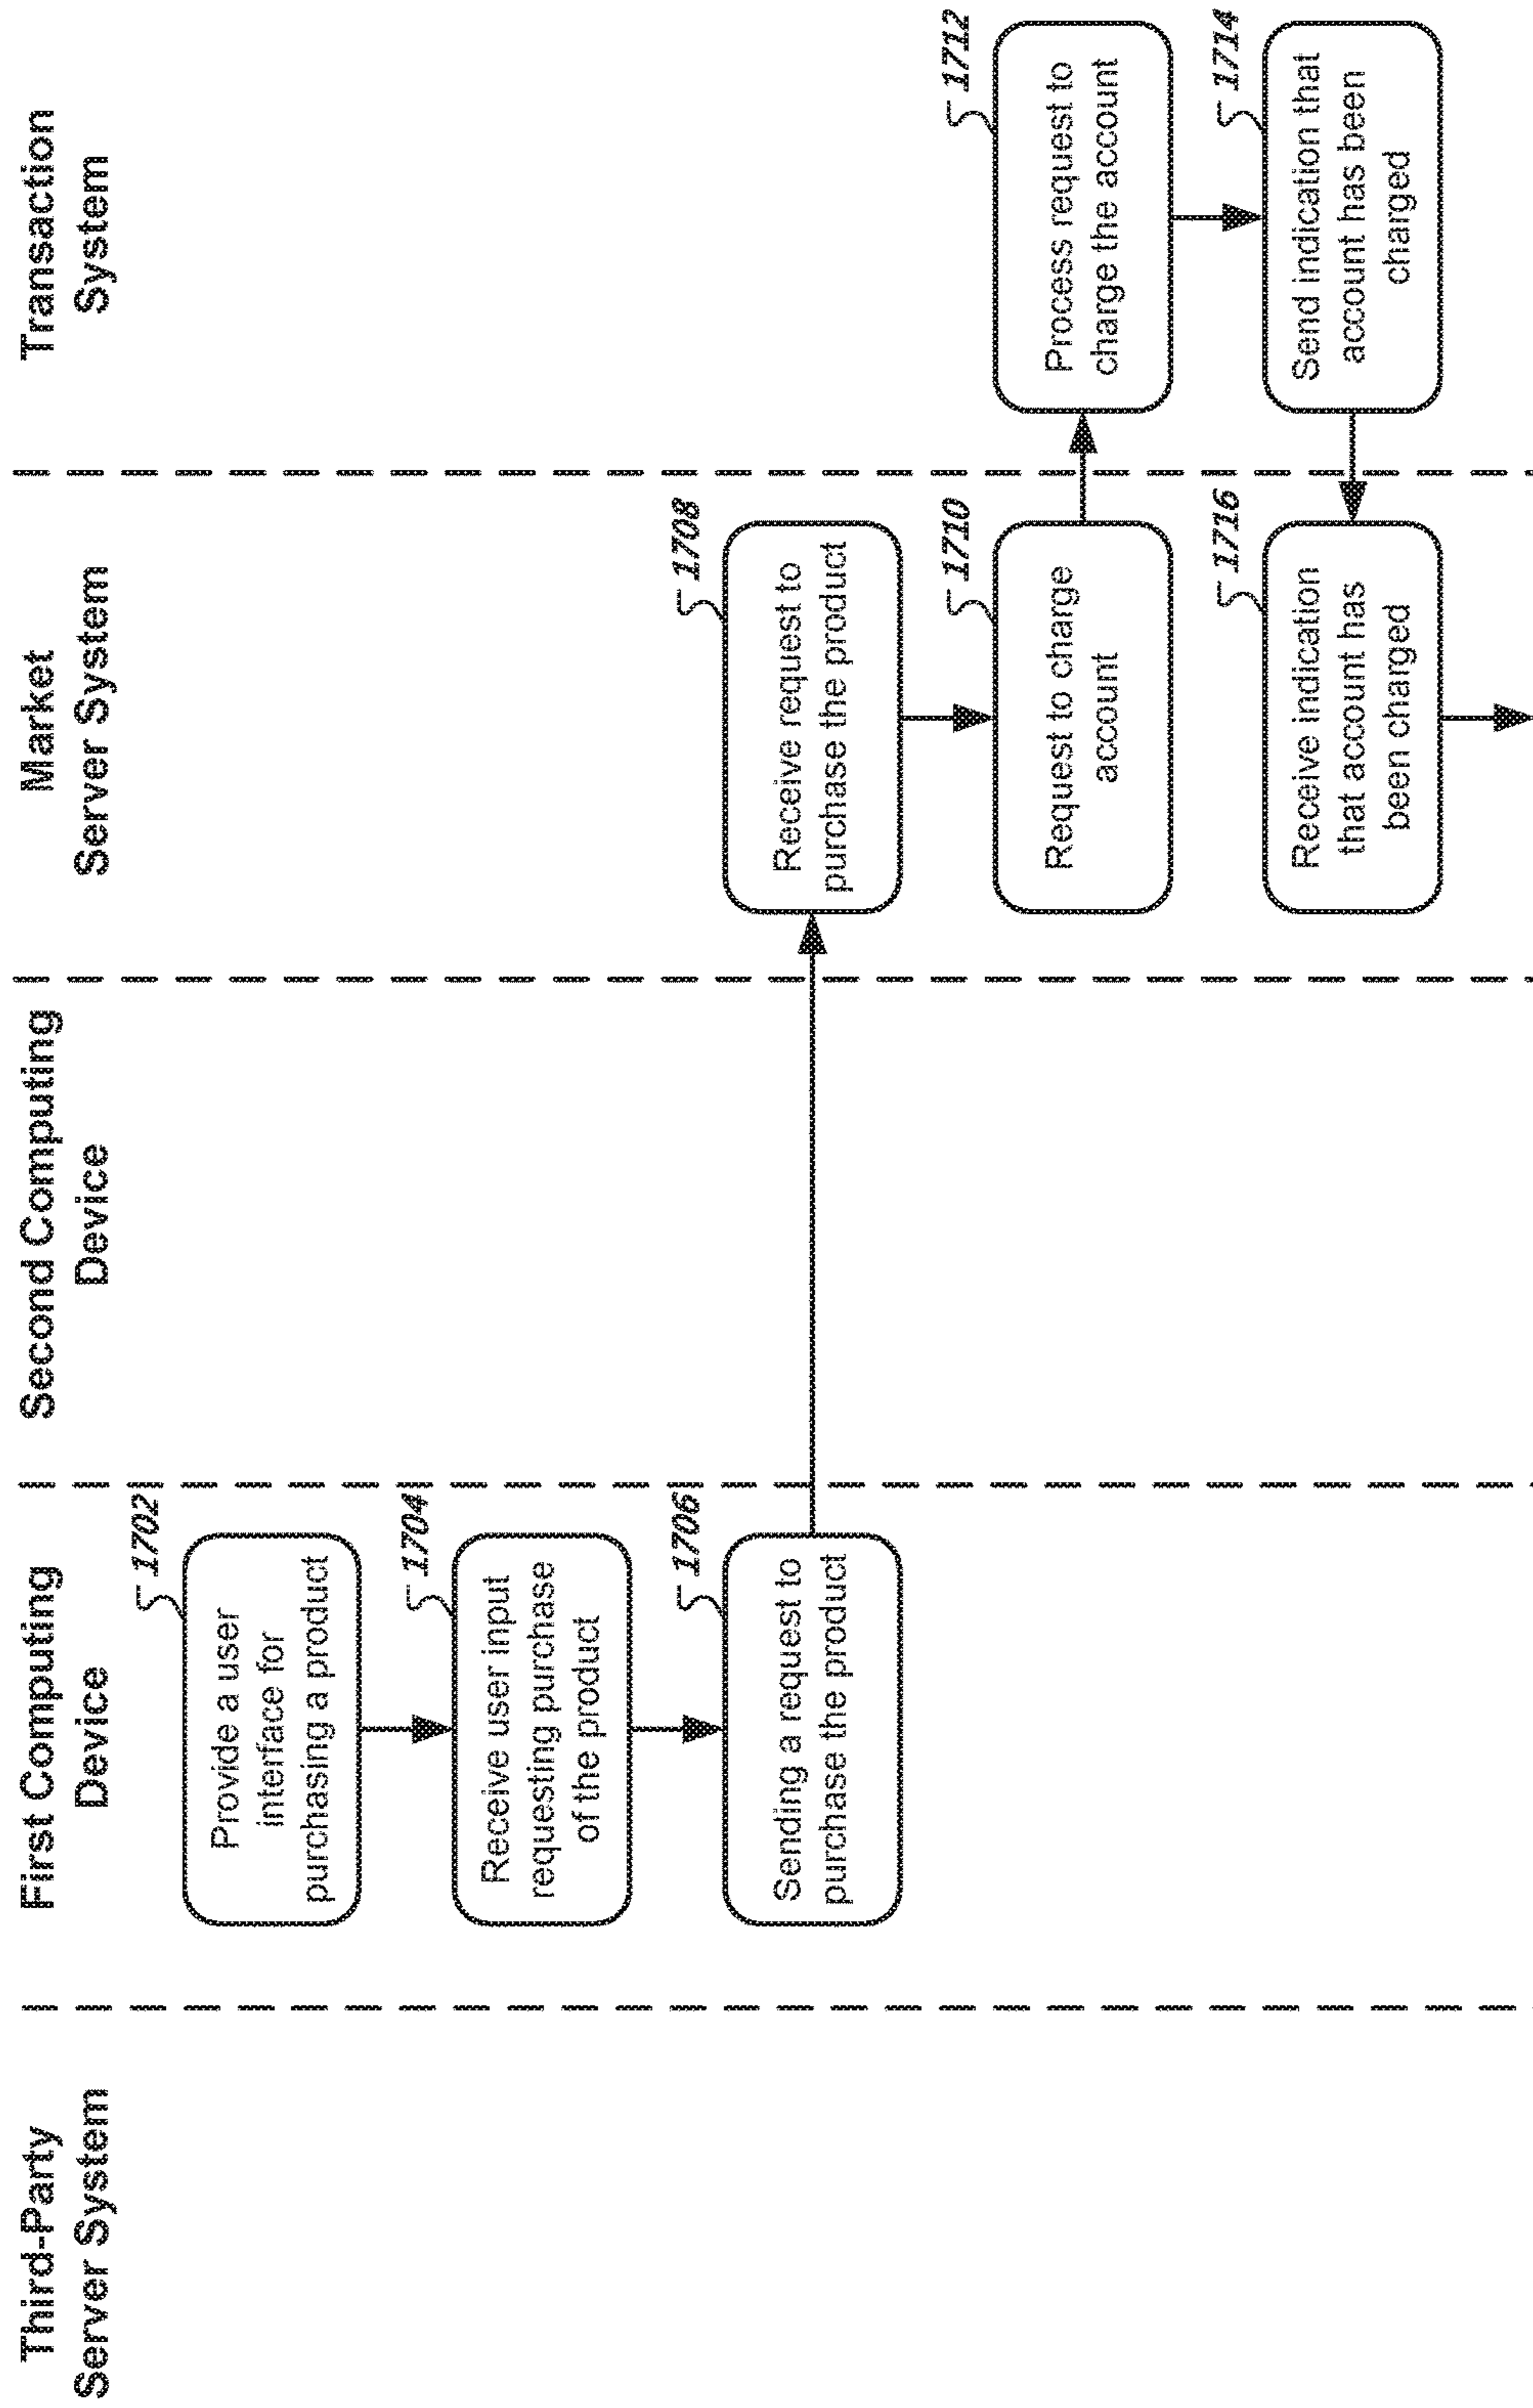 Third-Party
Server System
First Computing
Device
Second Computing
Device
Market
Server System
Transaction
System
1702
Provide a user
interface for
purchasing a product
1704
Receive user input
requesting purchase
of the product
1706
Sending a request to
purchase the product
1708
Receive request to
purchase the product
1710
Request to charge
account
1712
Process request to
charge the account
1714
Send indication that
account has been
charged
1716
Receive indication
that account has
been charged